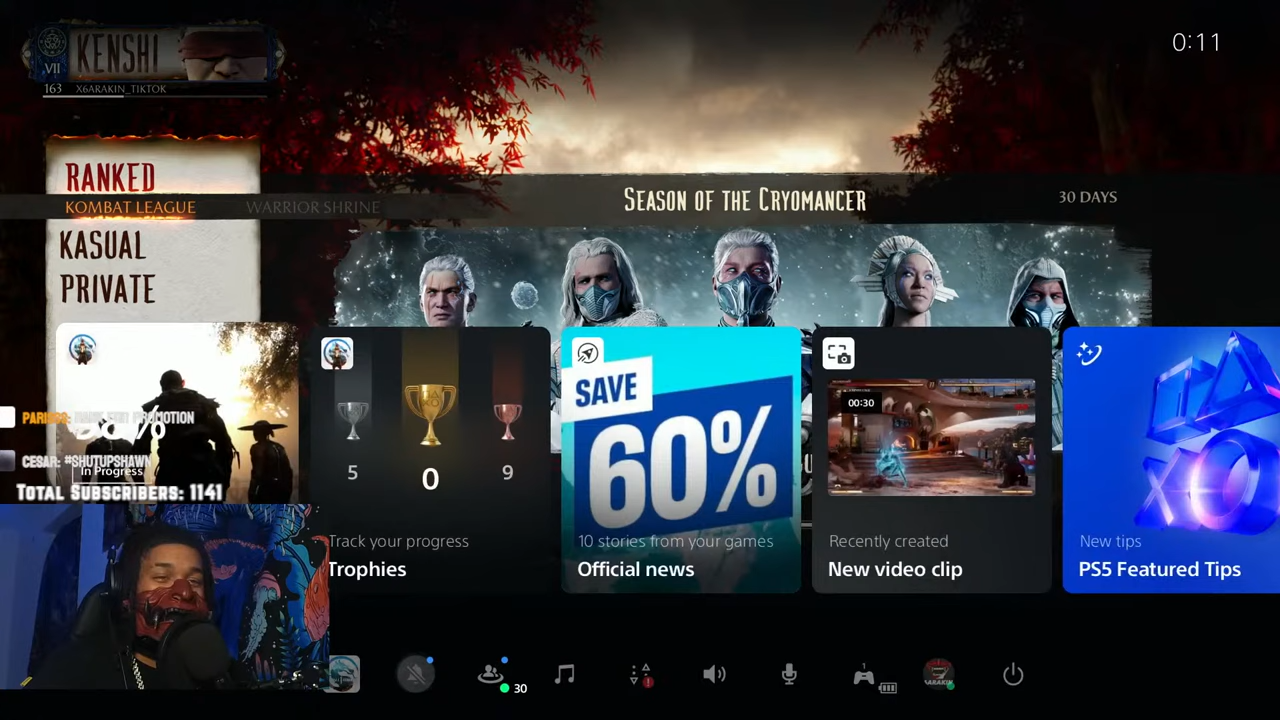 KENSHI
VII
163 X6ARAKIN_TIKTOK
0:11
RANKED
KOMBAT LEAGUE
WARRIOR SHRINE
SEASON OF THE CRYOMANCER
30 DAYS
KASUAL
PRIVATE
CESAR: #SHUTUPSHAWN
In Progress
TOTAL SUBSCRIBERS: 1141
5
0
9
Track your progress
Trophies
SAVE
60%
10 stories from your games
Official news
00:30
Recently created
New video clip
New tips
PS5 Featured Tips
30
1